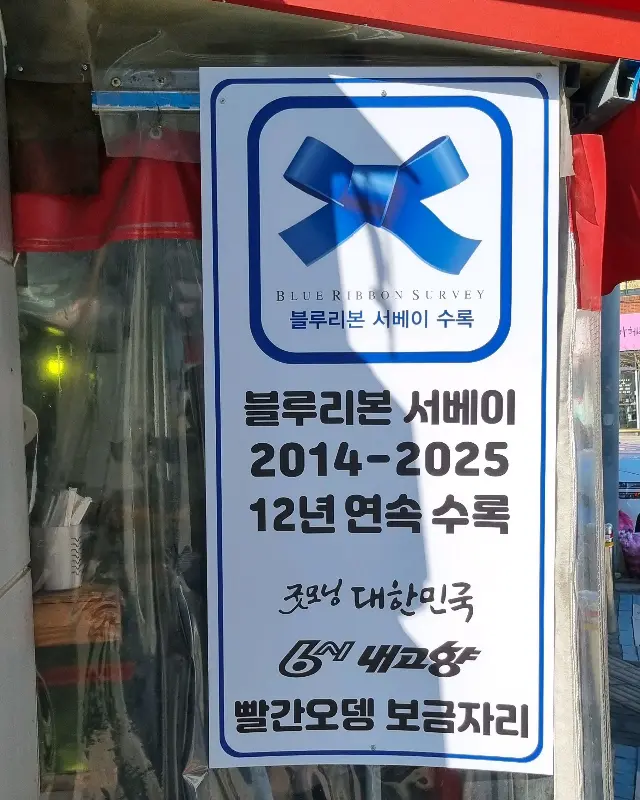 BLUE RIBBON SURVEY
블루리본 서베이 수록
블루리본 서베이
2014-2025
12년 연속 수록
굿모닝 대한민국
6시 내고향
빨간오뎅 보금자리